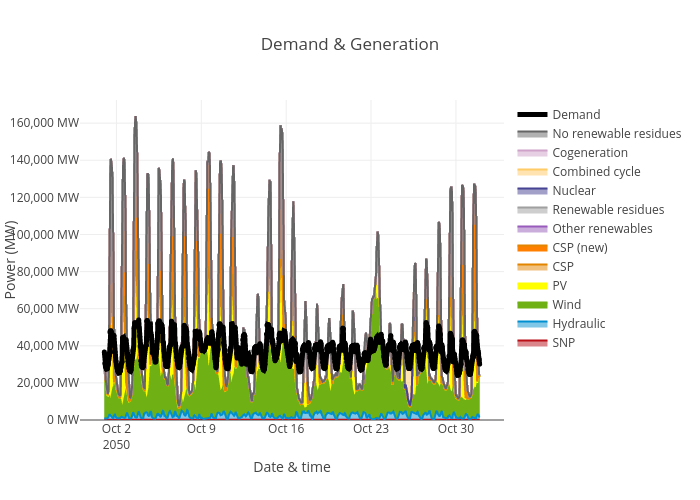 Demand & Generation
160,000 MW
140,000 MW
120,000 MW
100,000 MW
80,000 MW
60,000 MW
40,000 MW
20,000 MW
0 MW
Power (MW)
Oct 2
2050
Oct 9
Oct 16
Oct 23
Oct 30
Date & time
Demand
No renewable residues
Cogeneration
Combined cycle
Nuclear
Renewable residues
Other renewables
CSP (new)
CSP
PV
Wind
Hydraulic
SNP